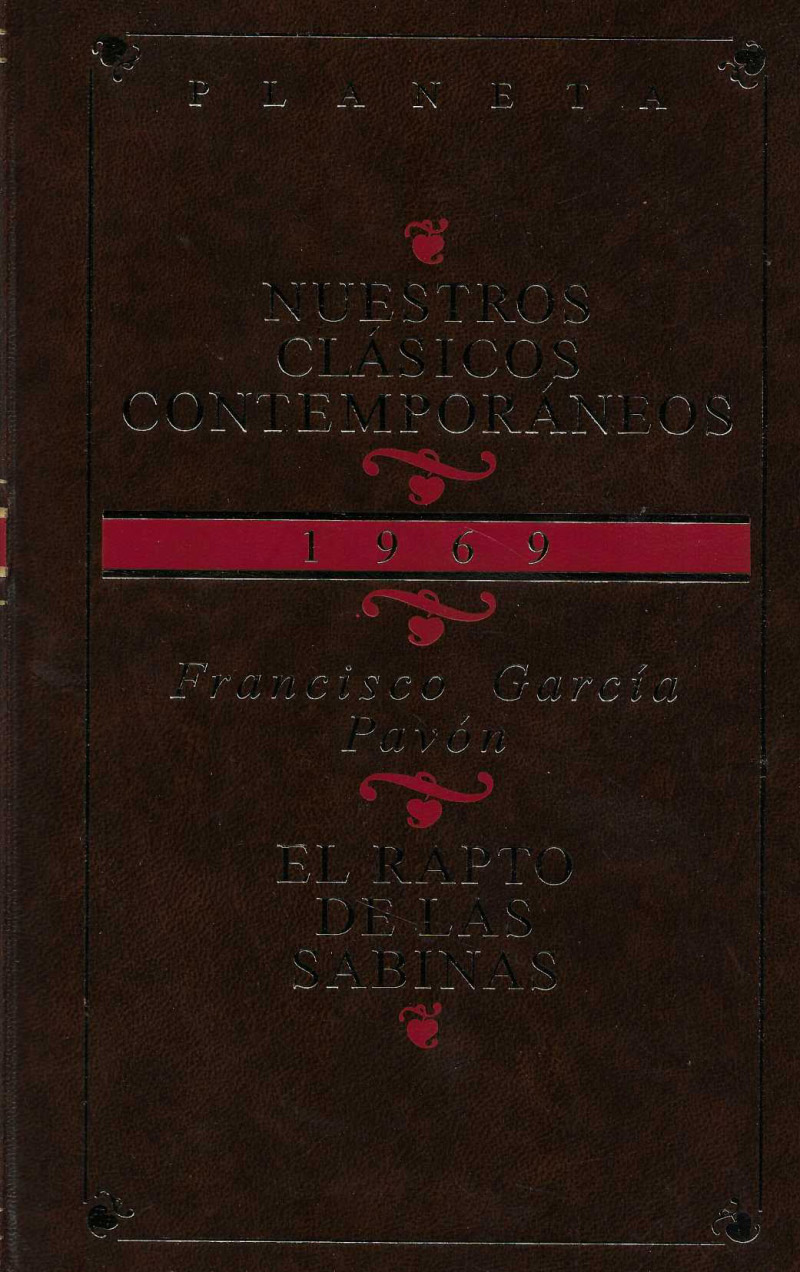 PLANETA
NUESTROS
CLÁSICOS
CONTEMPORÁNEOS
1969
Francisco García
Pavón
EL RAPTO
DE LAS
SABINAS